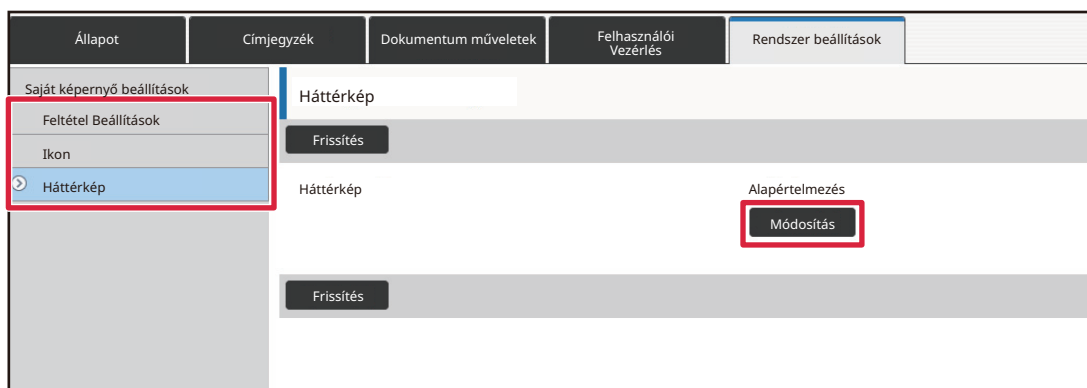 Állapot
Címjegyzék
Dokumentum műveletek
Felhasználói
Vezérlés
Rendszer beállítások
Saját képernyő beállítások
Feltétel Beállítások
Ikon
Háttérkép
Háttérkép
Frissítés
Háttérkép
Alapértelmezés
Módosítás
Frissítés